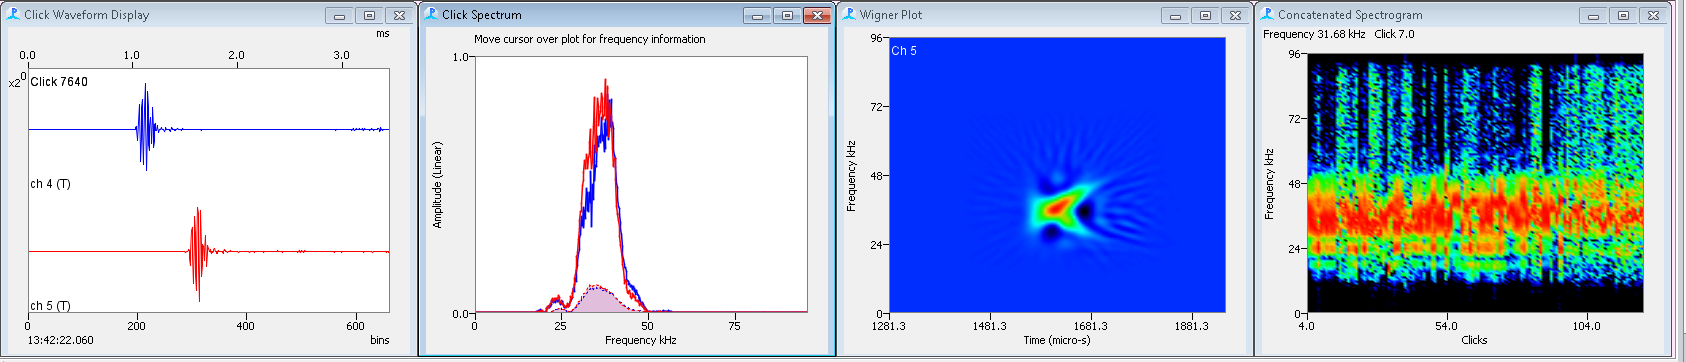 Click Waveform Display
ms
0.0 1.0 2.0 3.0
x2^0
Click 7640
ch 4 (T)
ch 5 (T)
0 200 400 600
13:42:22.060 bins
Click Spectrum
Move cursor over plot for frequency information
1.0
Amplitude (Linear)
0.0
0 25 50 75
Frequency kHz
Wigner Plot
96
Ch 5
72
48
24
0
Frequency kHz
1281.3 1481.3 1681.3 1881.3
Time (micro-s)
Concatenated Spectrogram
Frequency 31.68 kHz Click 7.0
96
72
48
24
0
Frequency kHz
4.0 54.0 104.0
Clicks